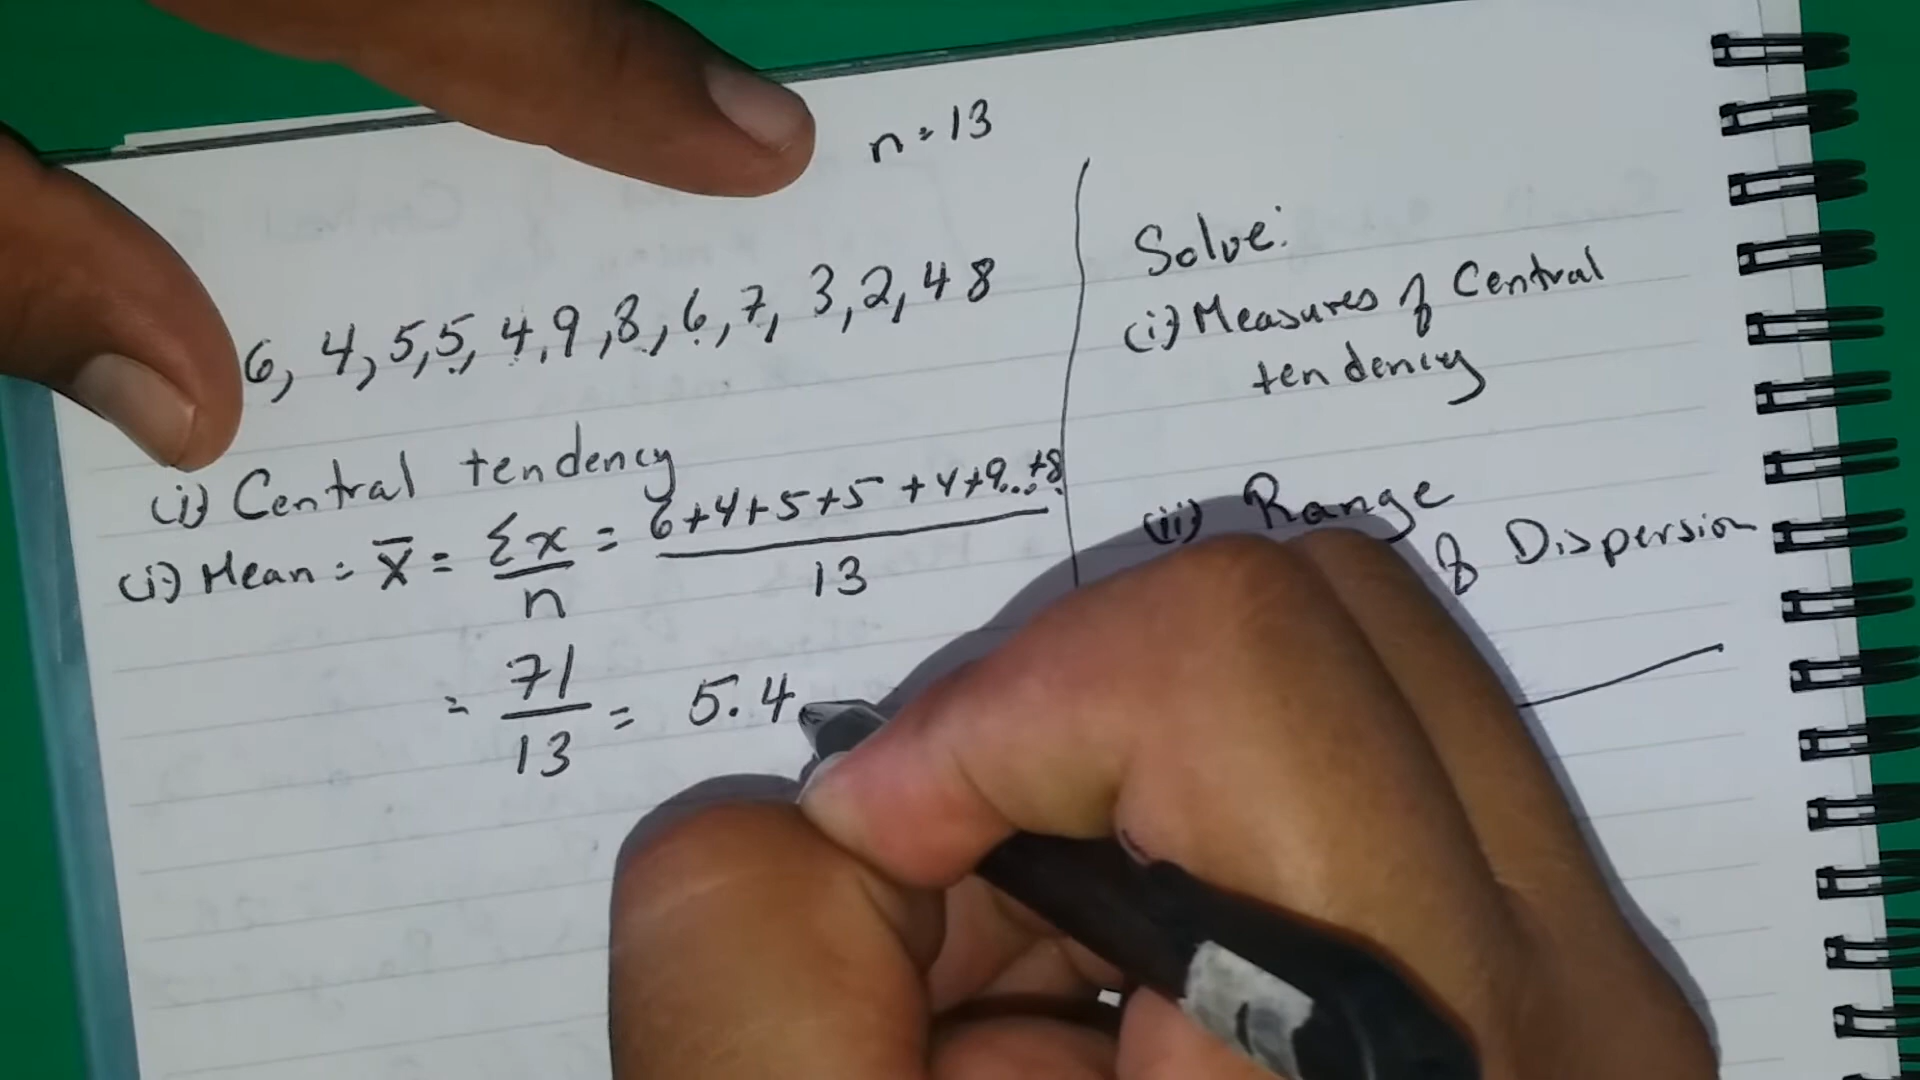 n = 13
6, 4, 5, 5, 4, 9, 8, 6, 7, 3, 2, 4 8
(i) Central tendency
(i) Mean = x̄ = Σx/n = 6+4+5+5+4+9...+8/13
= 71/13 = 5.4
Solve:
(i) Measures of Central
tendency
(ii) Range
of Dispersion